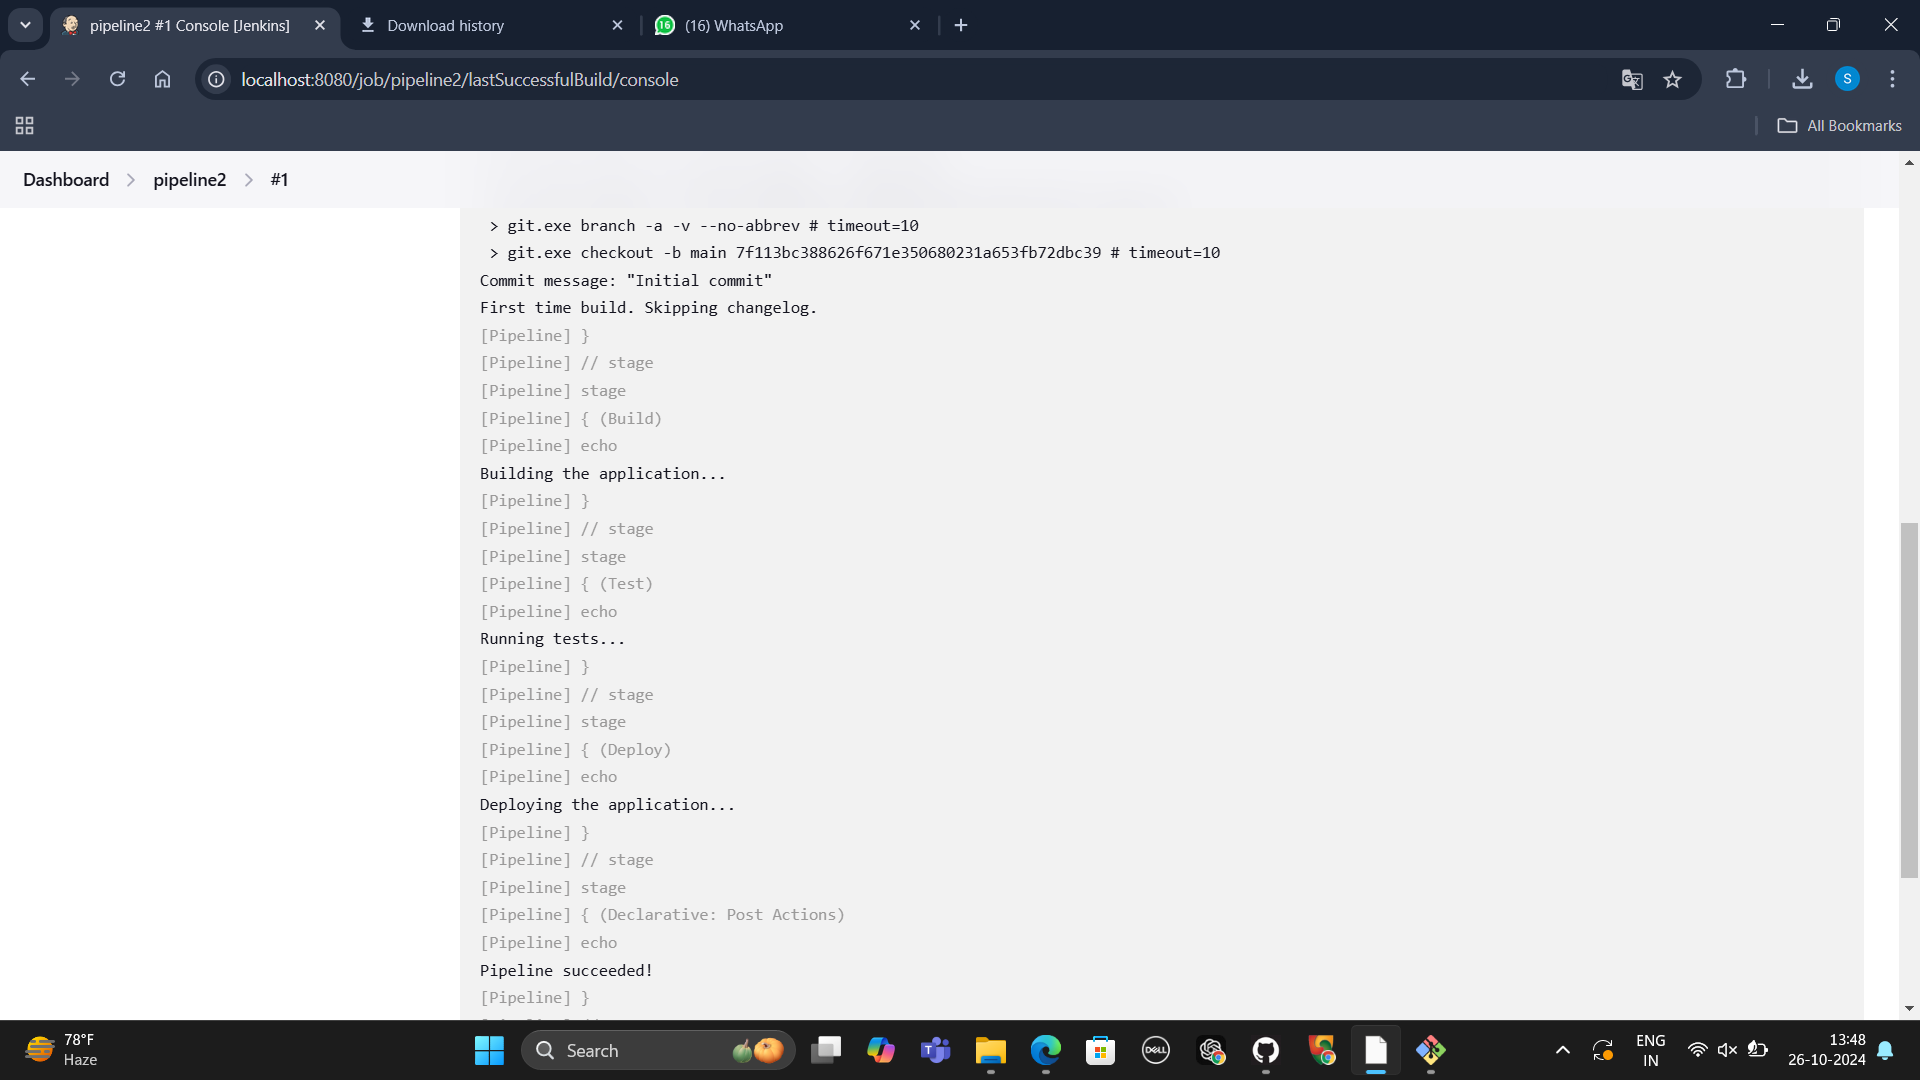 pipeline2 #1 Console [Jenkins]
Download history
16
(16) WhatsApp
localhost:8080/job/pipeline2/lastSuccessfulBuild/console
S
All Bookmarks
Dashboard > pipeline2 > #1
> git.exe branch -a -v --no-abbrev # timeout=10
> git.exe checkout -b main 7f113bc388626f671e350680231a653fb72dbc39 # timeout=10
Commit message: "Initial commit"
First time build. Skipping changelog.
[Pipeline] }
[Pipeline] // stage
[Pipeline] stage
[Pipeline] { (Build)
[Pipeline] echo
Building the application...
[Pipeline] }
[Pipeline] // stage
[Pipeline] stage
[Pipeline] { (Test)
[Pipeline] echo
Running tests...
[Pipeline] }
[Pipeline] // stage
[Pipeline] stage
[Pipeline] { (Deploy)
[Pipeline] echo
Deploying the application...
[Pipeline] }
[Pipeline] // stage
[Pipeline] stage
[Pipeline] { (Declarative: Post Actions)
[Pipeline] echo
Pipeline succeeded!
[Pipeline] }
78°F
Haze
Search
DELL
ENG
IN
13:48
26-10-2024